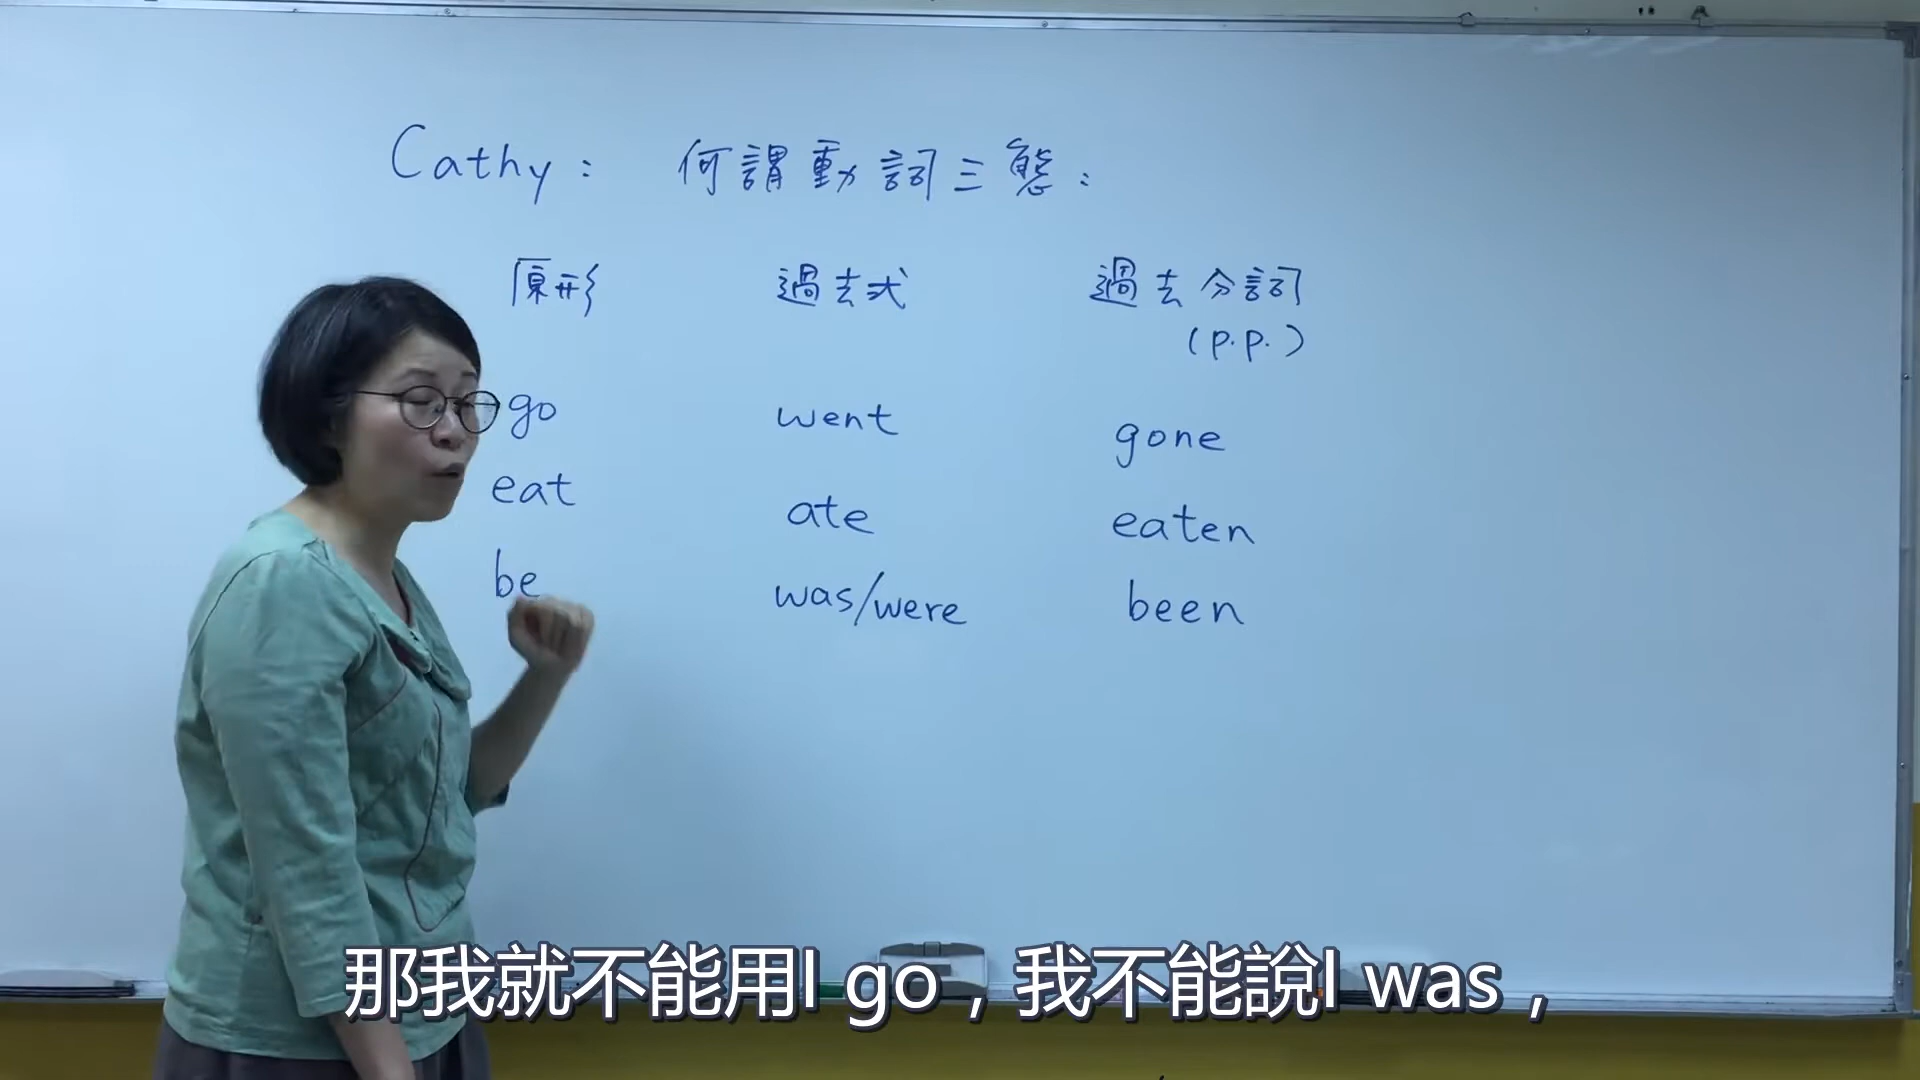 Cathy: 何謂動詞三態:
原形 過去式 過去分詞
(p.p.)
go went gone
eat ate eaten
be was/were been
那我就不能用I go，我不能說I was，